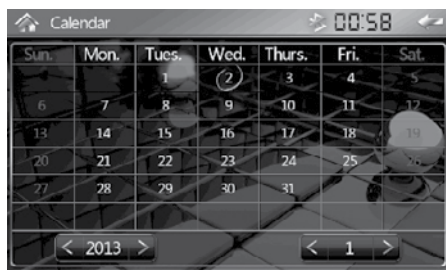 Calendar 00:58
Sun. Mon. Tues. Wed. Thurs. Fri. Sat.
1 2 3 4 5
6 7 8 9 10 11 12
13 14 15 16 17 18 19
20 21 22 23 24 25 26
27 28 29 30 31
< 2013 > < 1 >